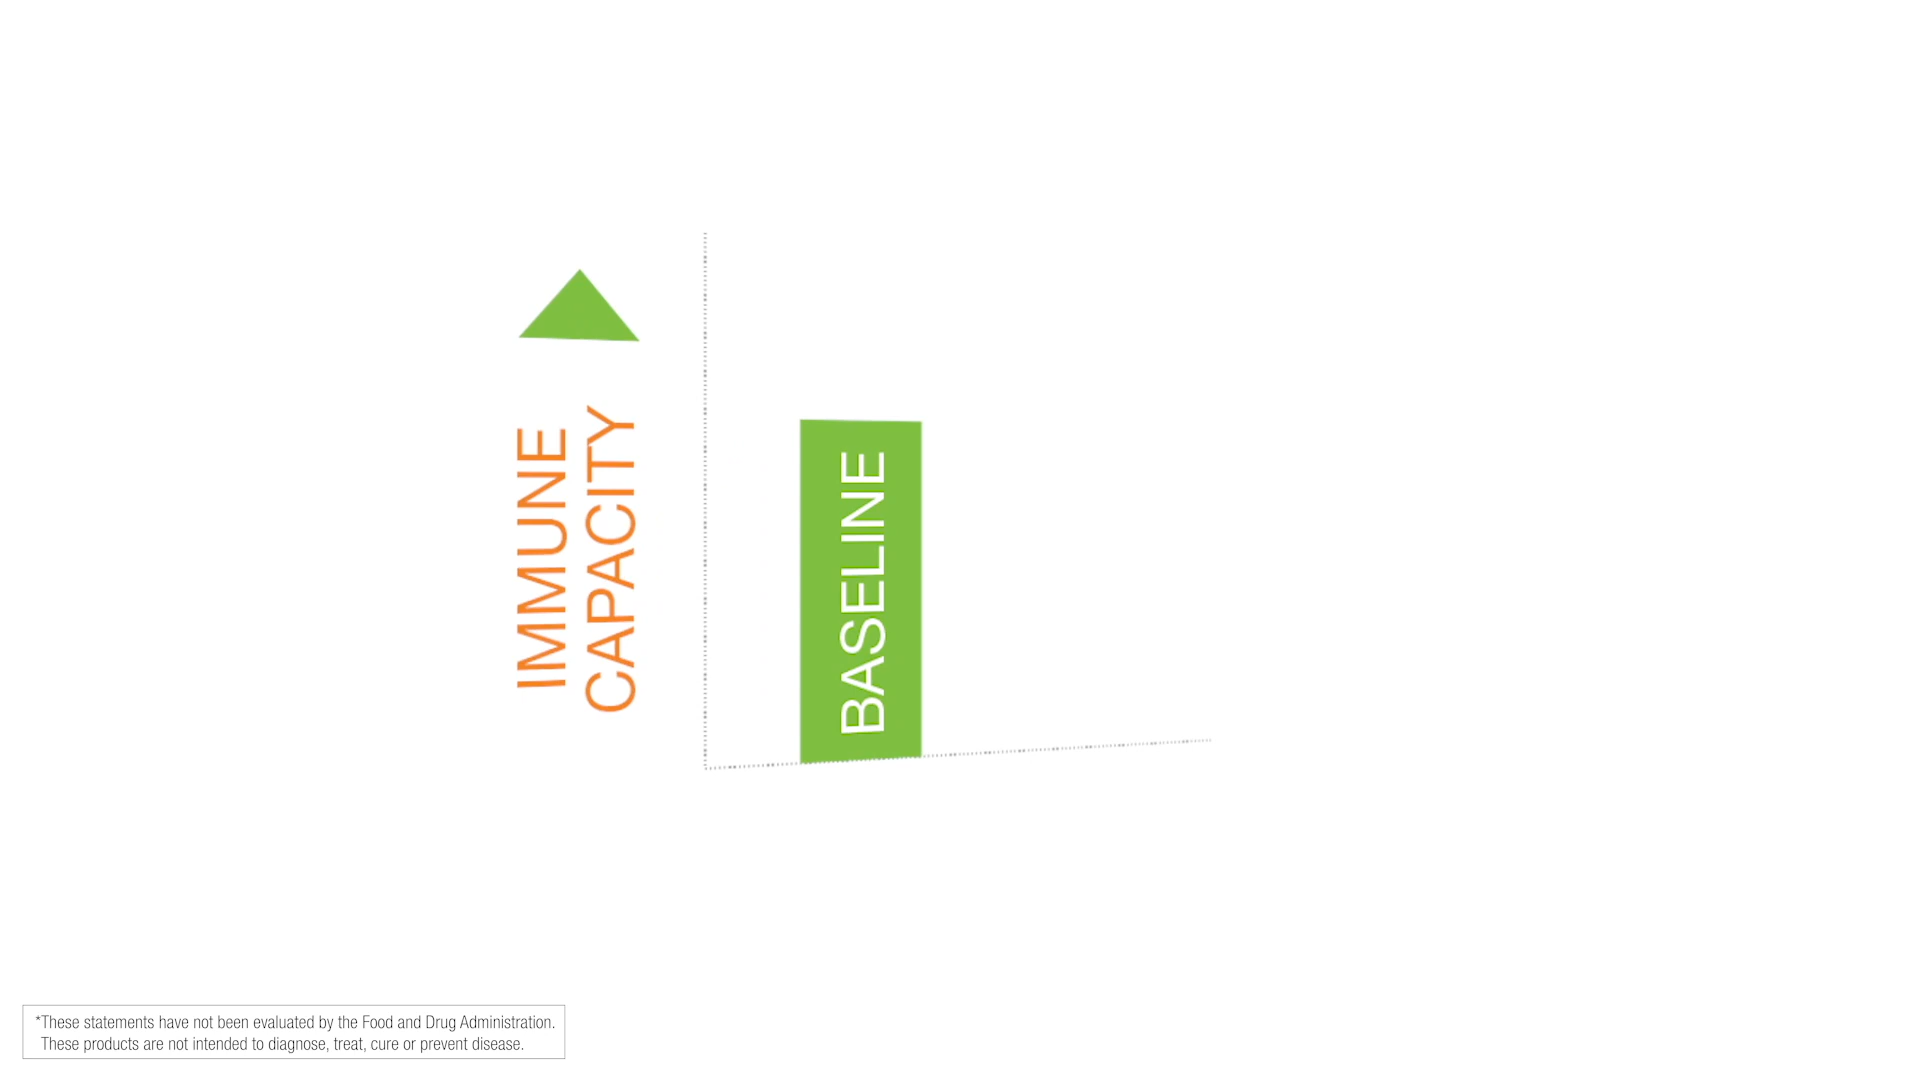 IMMUNE
CAPACITY
BASELINE
*These statements have not been evaluated by the Food and Drug Administration.
These products are not intended to diagnose, treat, cure or prevent disease.